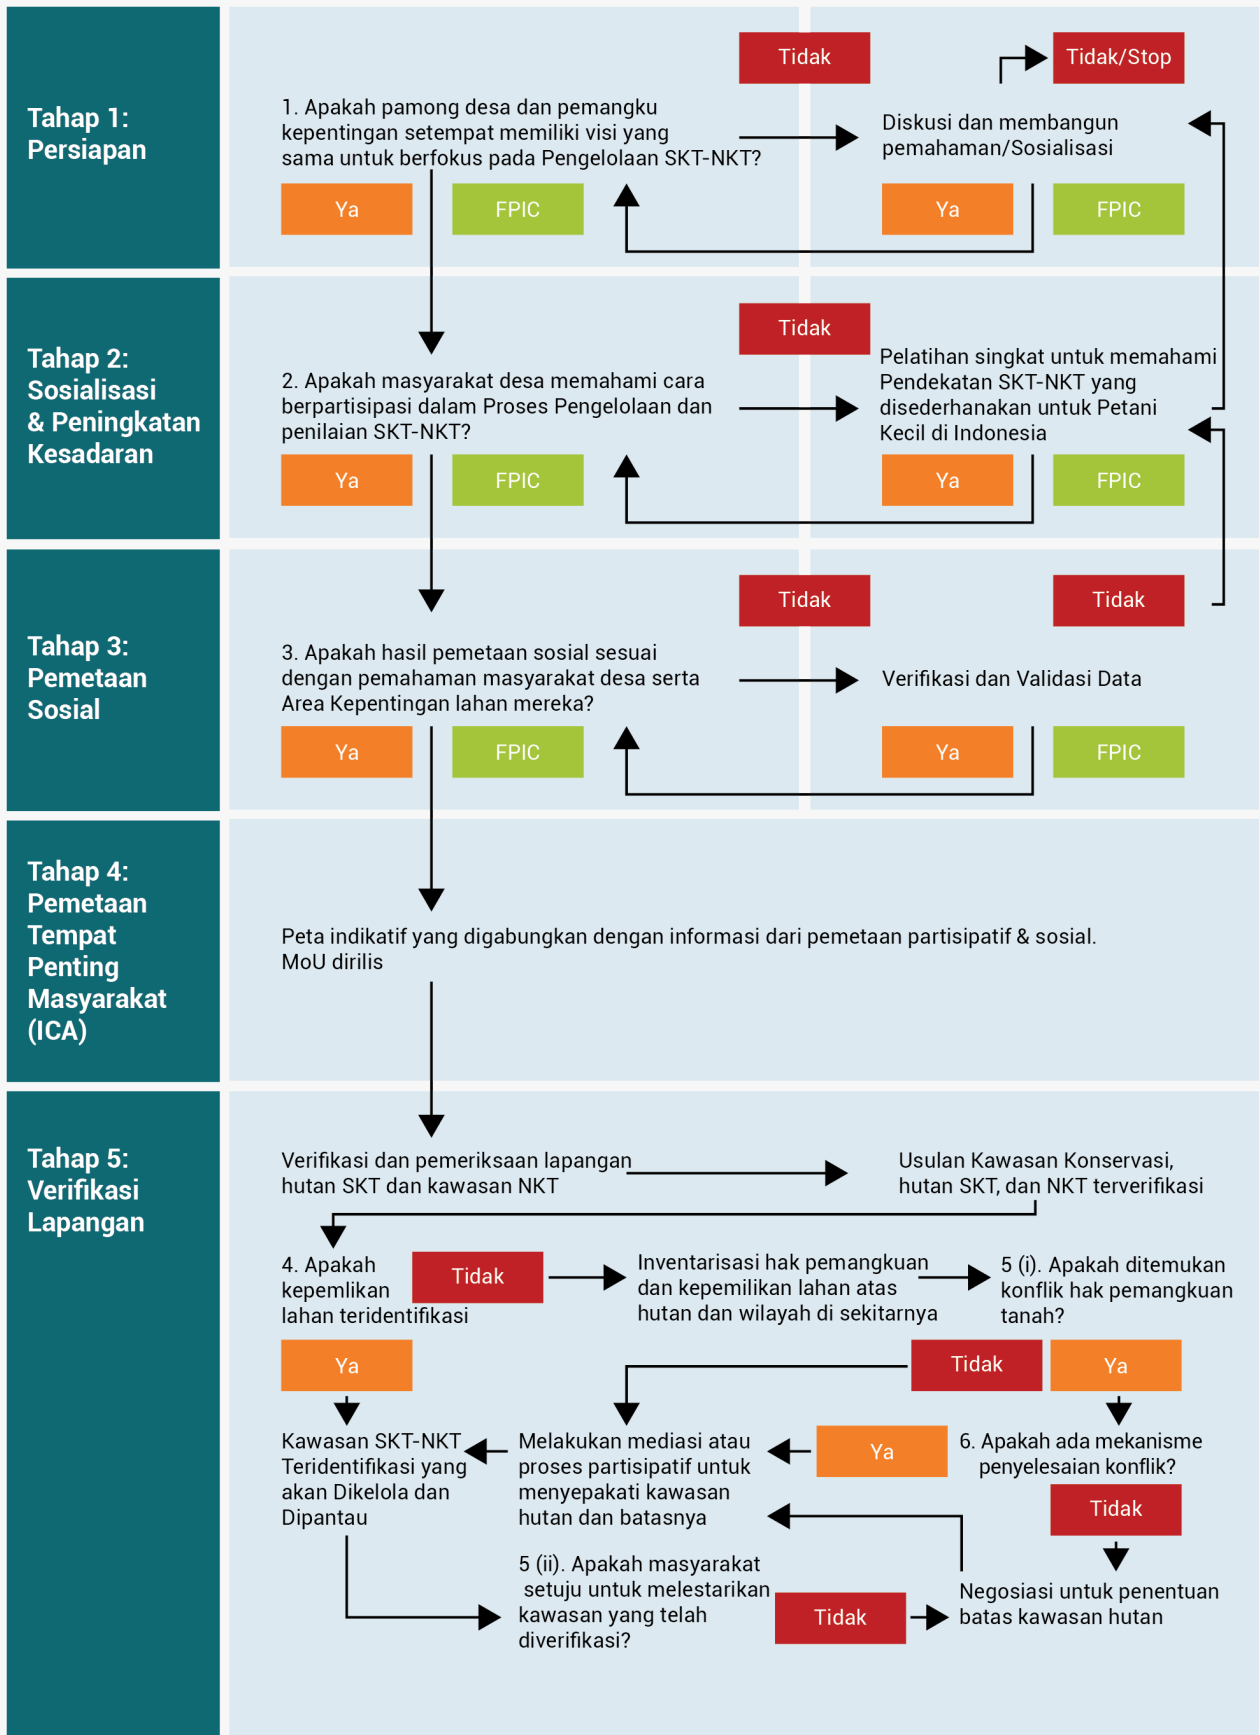 Tahap 1:
Persiapan
Tidak
Tidak/Stop
1. Apakah pamong desa dan pemangku
kepentingan setempat memiliki visi yang
sama untuk berfokus pada Pengelolaan SKT-NKT?
Diskusi dan membangun
pemahaman/Sosialisasi
Ya
FPIC
Ya
FPIC
Tahap 2:
Sosialisasi
& Peningkatan
Kesadaran
Tidak
2. Apakah masyarakat desa memahami cara
berpartisipasi dalam Proses Pengelolaan dan
penilaian SKT-NKT?
Pelatihan singkat untuk memahami
Pendekatan SKT-NKT yang
disederhanakan untuk Petani
Kecil di Indonesia
Ya
FPIC
Ya
FPIC
Tahap 3:
Pemetaan
Sosial
Tidak
Tidak
3. Apakah hasil pemetaan sosial sesuai
dengan pemahaman masyarakat desa serta
Area Kepentingan lahan mereka?
Verifikasi dan Validasi Data
Ya
FPIC
Ya
FPIC
Tahap 4:
Pemetaan
Tempat
Penting
Masyarakat
(ICA)
Peta indikatif yang digabungkan dengan informasi dari pemetaan partisipatif & sosial.
MoU dirilis
Tahap 5:
Verifikasi
Lapangan
Verifikasi dan pemeriksaan lapangan
hutan SKT dan kawasan NKT
Usulan Kawasan Konservasi,
hutan SKT, dan NKT terverifikasi
4. Apakah
kepemlikan
lahan teridentifikasi
Tidak
Inventarisasi hak pemangkuan
dan kepemilikan lahan atas
hutan dan wilayah di sekitarnya
5 (i). Apakah ditemukan
konflik hak pemangkuan
tanah?
Ya
Tidak
Ya
Kawasan SKT-NKT
Teridentifikasi yang
akan Dikelola dan
Dipantau
Melakukan mediasi atau
proses partisipatif untuk
menyepakati kawasan
hutan dan batasnya
Ya
6. Apakah ada mekanisme
penyelesaian konflik?
Tidak
5 (ii). Apakah masyarakat
setuju untuk melestarikan
kawasan yang telah
diverifikasi?
Tidak
Negosiasi untuk penentuan
batas kawasan hutan